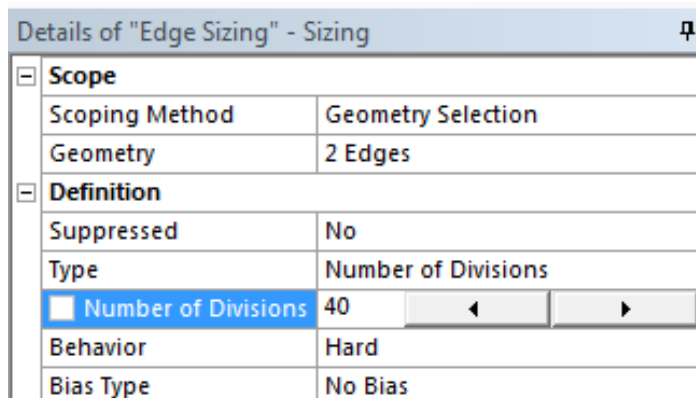 Details of "Edge Sizing" - Sizing
Scope
Scoping Method Geometry Selection
Geometry 2 Edges
Definition
Suppressed No
Type Number of Divisions
Number of Divisions 40
Behavior Hard
Bias Type No Bias